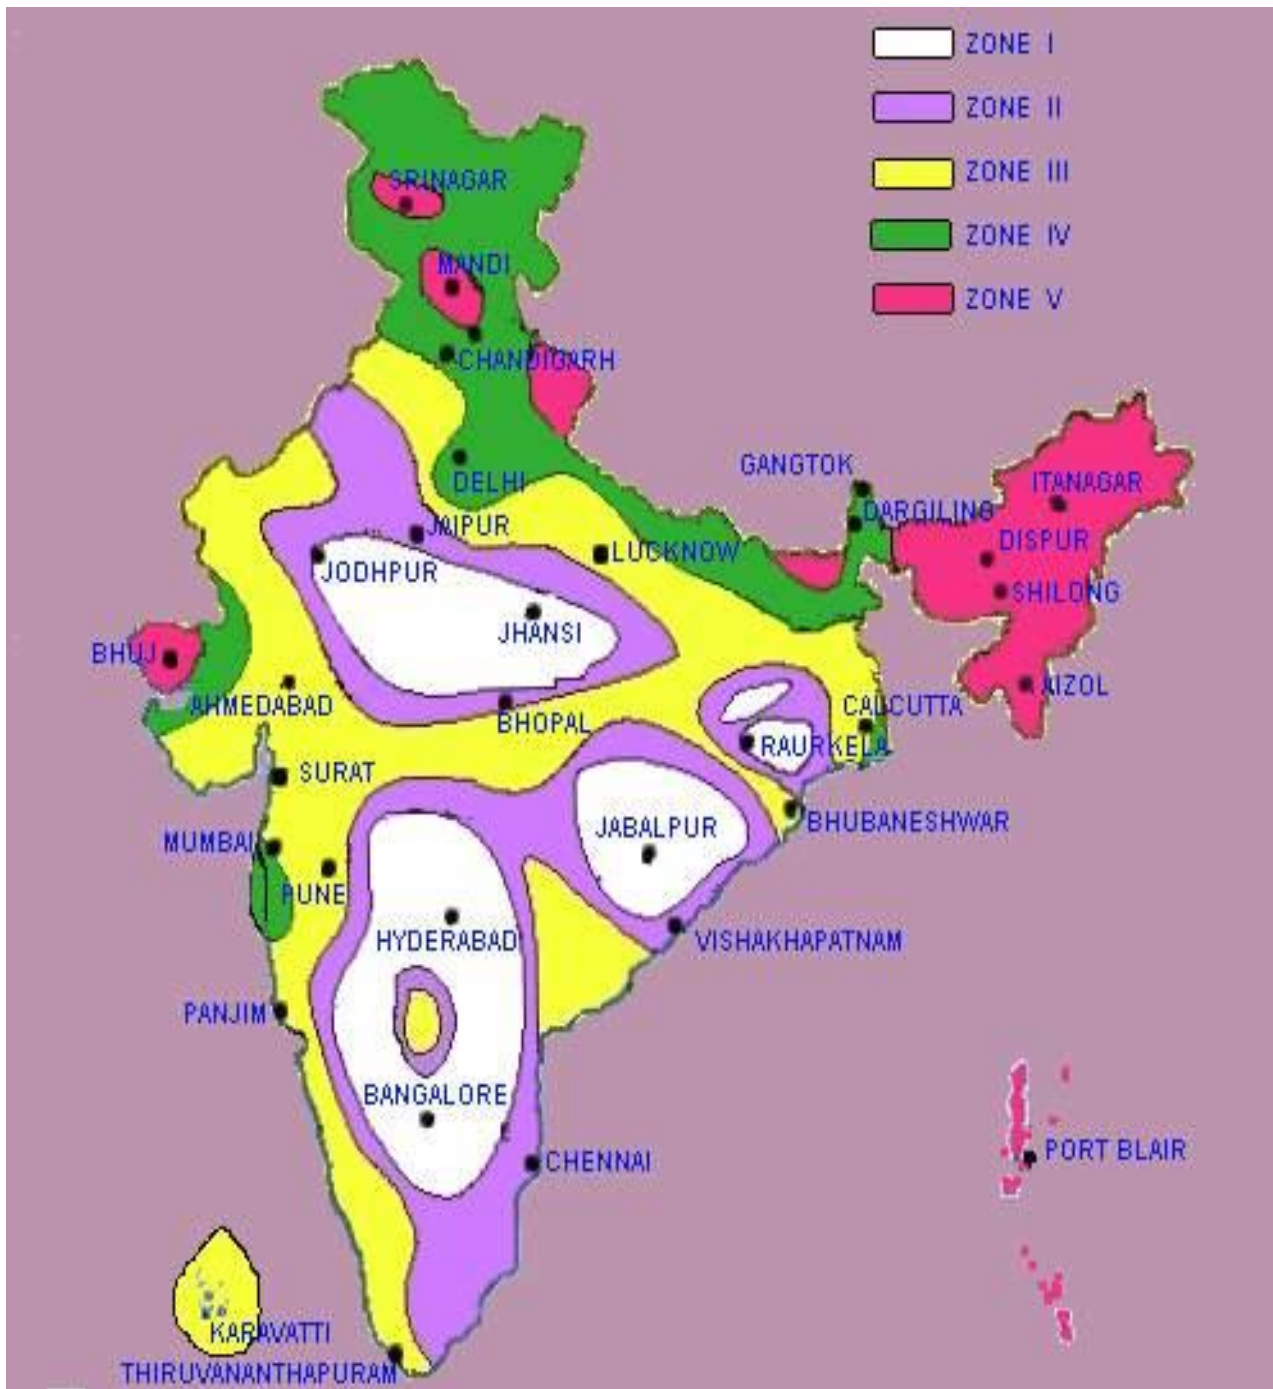 ZONE I
ZONE II
ZONE III
ZONE IV
ZONE V
SRINAGAR
MANDI
CHANDIGARH
DELHI
GANGTOK
DARGILING
ITANAGAR
DISPUR
SHILONG
AIZOL
JAIPUR
LUCKNOW
JODHPUR
JHANSI
BHUJ
AHMEDABAD
BHOPAL
CALCUTTA
RAURKELA
SURAT
BHUBANESHWAR
MUMBAI
JABALPUR
PUNE
HYDERABAD
VISHAKHAPATNAM
PANJIM
BANGALORE
CHENNAI
PORT BLAIR
KARAVATTI
THIRUVANANTHAPURAM